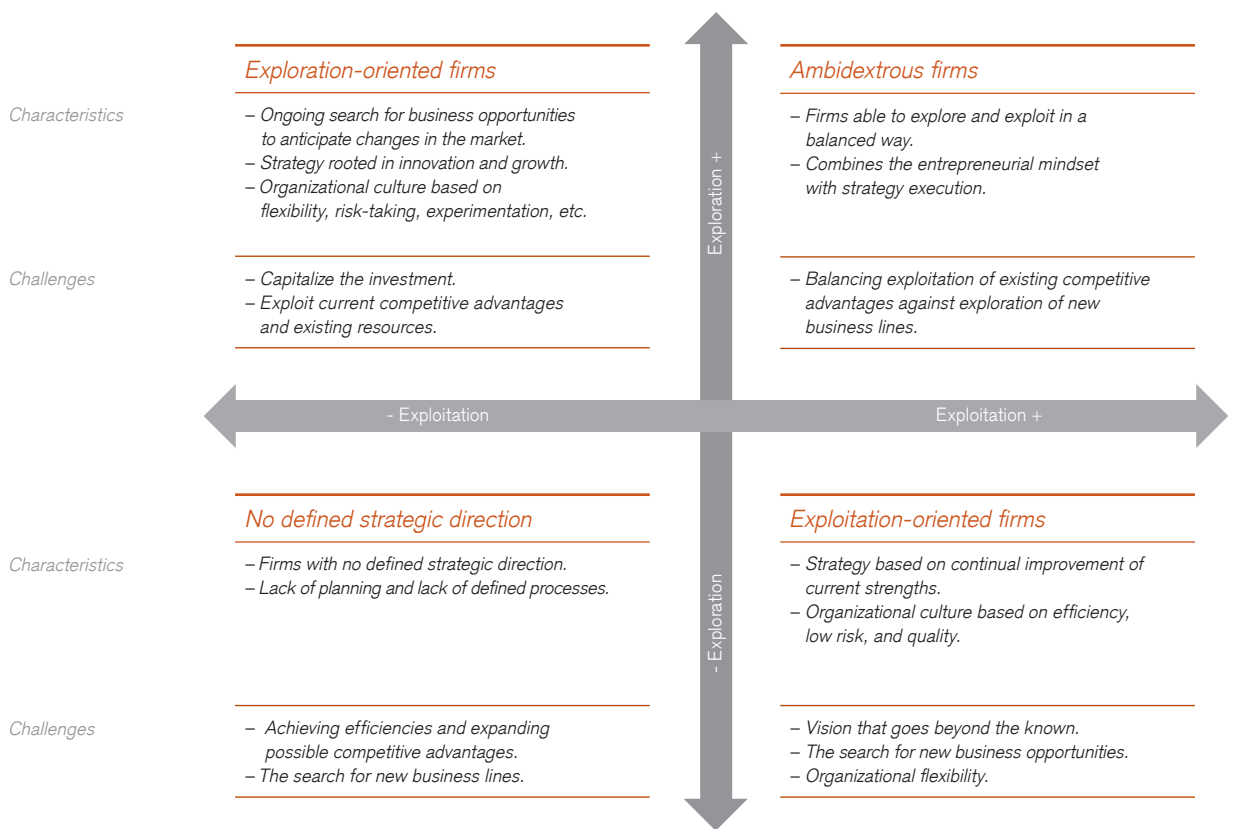 Exploration-oriented firms
Characteristics
– Ongoing search for business opportunities
to anticipate changes in the market.
– Strategy rooted in innovation and growth.
– Organizational culture based on
flexibility, risk-taking, experimentation, etc.
Challenges
– Capitalize the investment.
– Exploit current competitive advantages
and existing resources.
Exploration +
Ambidextrous firms
– Firms able to explore and exploit in a
balanced way.
– Combines the entrepreneurial mindset
with strategy execution.
– Balancing exploitation of existing competitive
advantages against exploration of new
business lines.
- Exploitation
Exploitation +
No defined strategic direction
Characteristics
– Firms with no defined strategic direction.
– Lack of planning and lack of defined processes.
Challenges
– Achieving efficiencies and expanding
possible competitive advantages.
– The search for new business lines.
- Exploration
Exploitation-oriented firms
– Strategy based on continual improvement of
current strengths.
– Organizational culture based on efficiency,
low risk, and quality.
– Vision that goes beyond the known.
– The search for new business opportunities.
– Organizational flexibility.